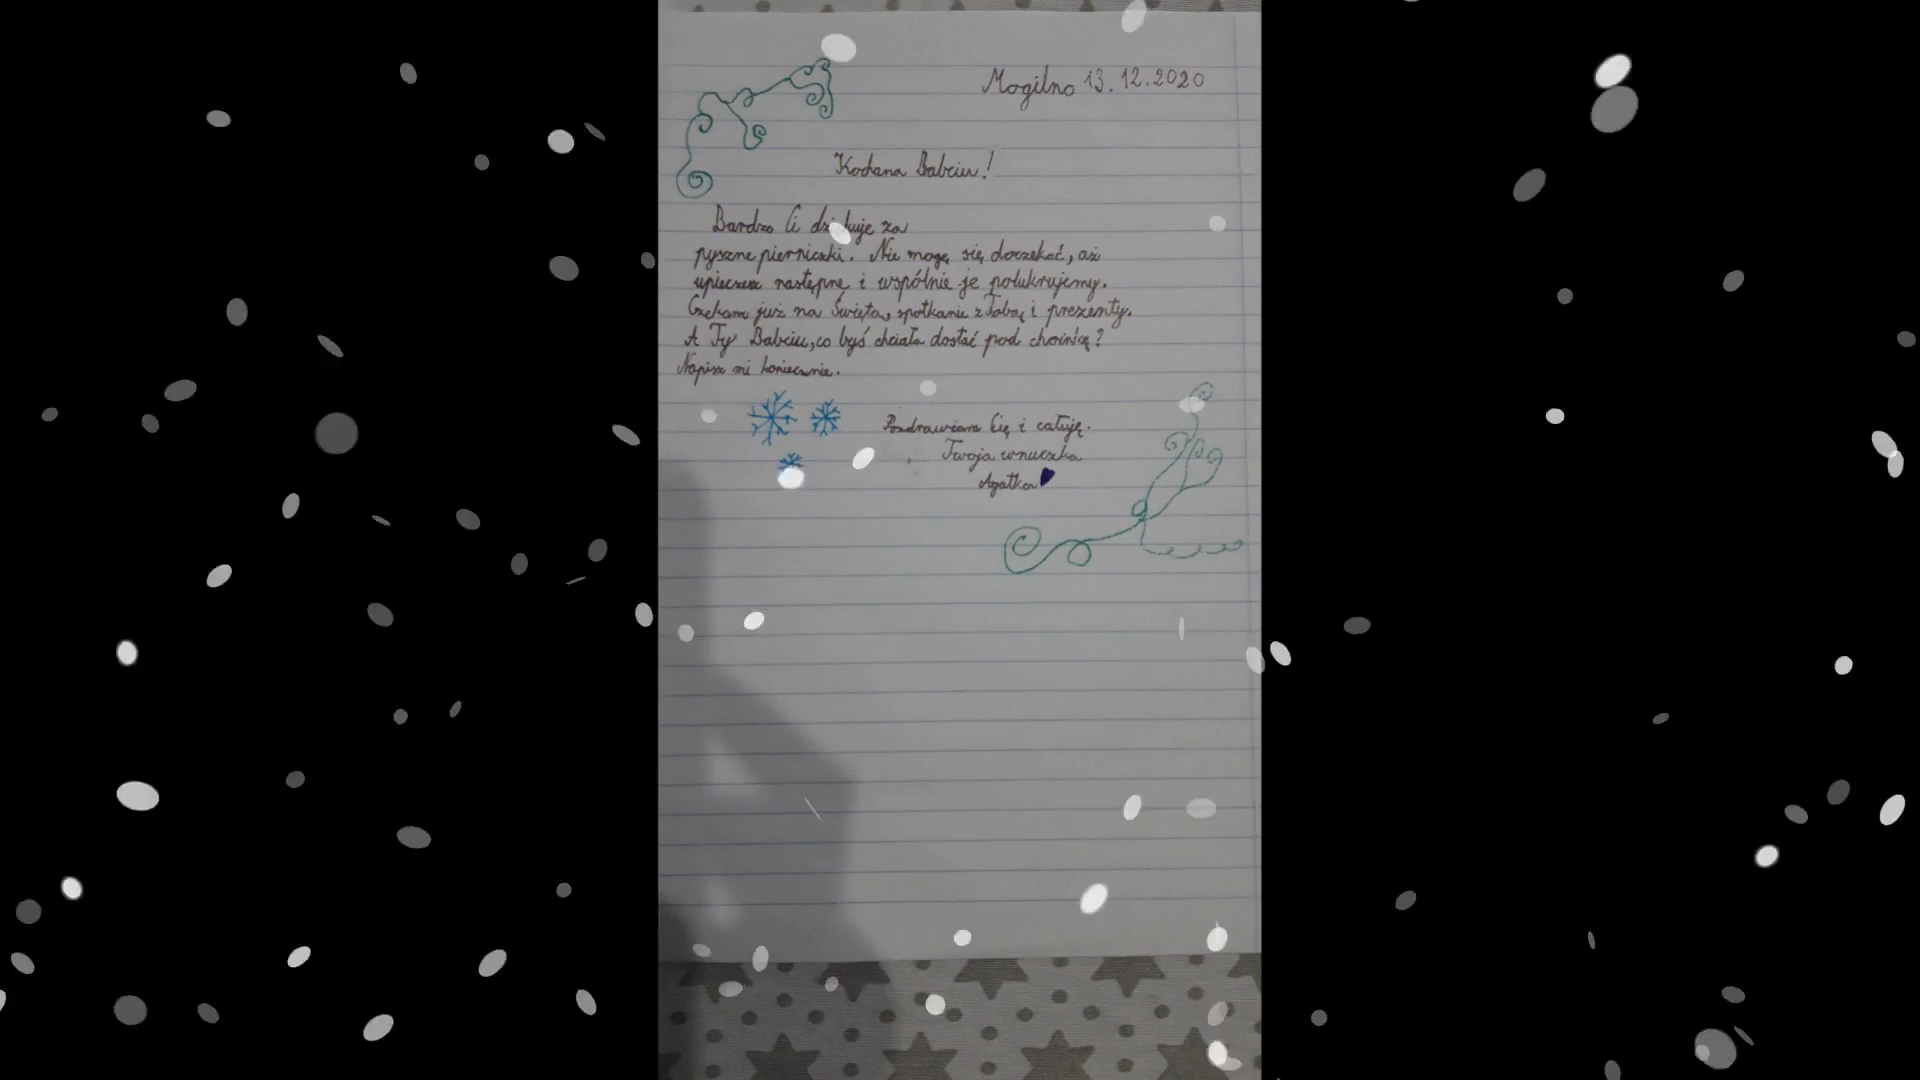 Mogilno 13.12.2020
Kochana Babciu!
Bardzo Ci dziękuję za
pyszne pierniczki. Nie mogę się doczekać, aż
upieczesz następne i wspólnie je polukrujemy.
Czekam już na Święta, spotkanie z Tobą i prezenty.
A Ty Babciu, co byś chciała dostać pod choinkę?
Napisz mi koniecznie.
Pozdrawiam Cię i całuję.
Twoja wnuczka
Agatka